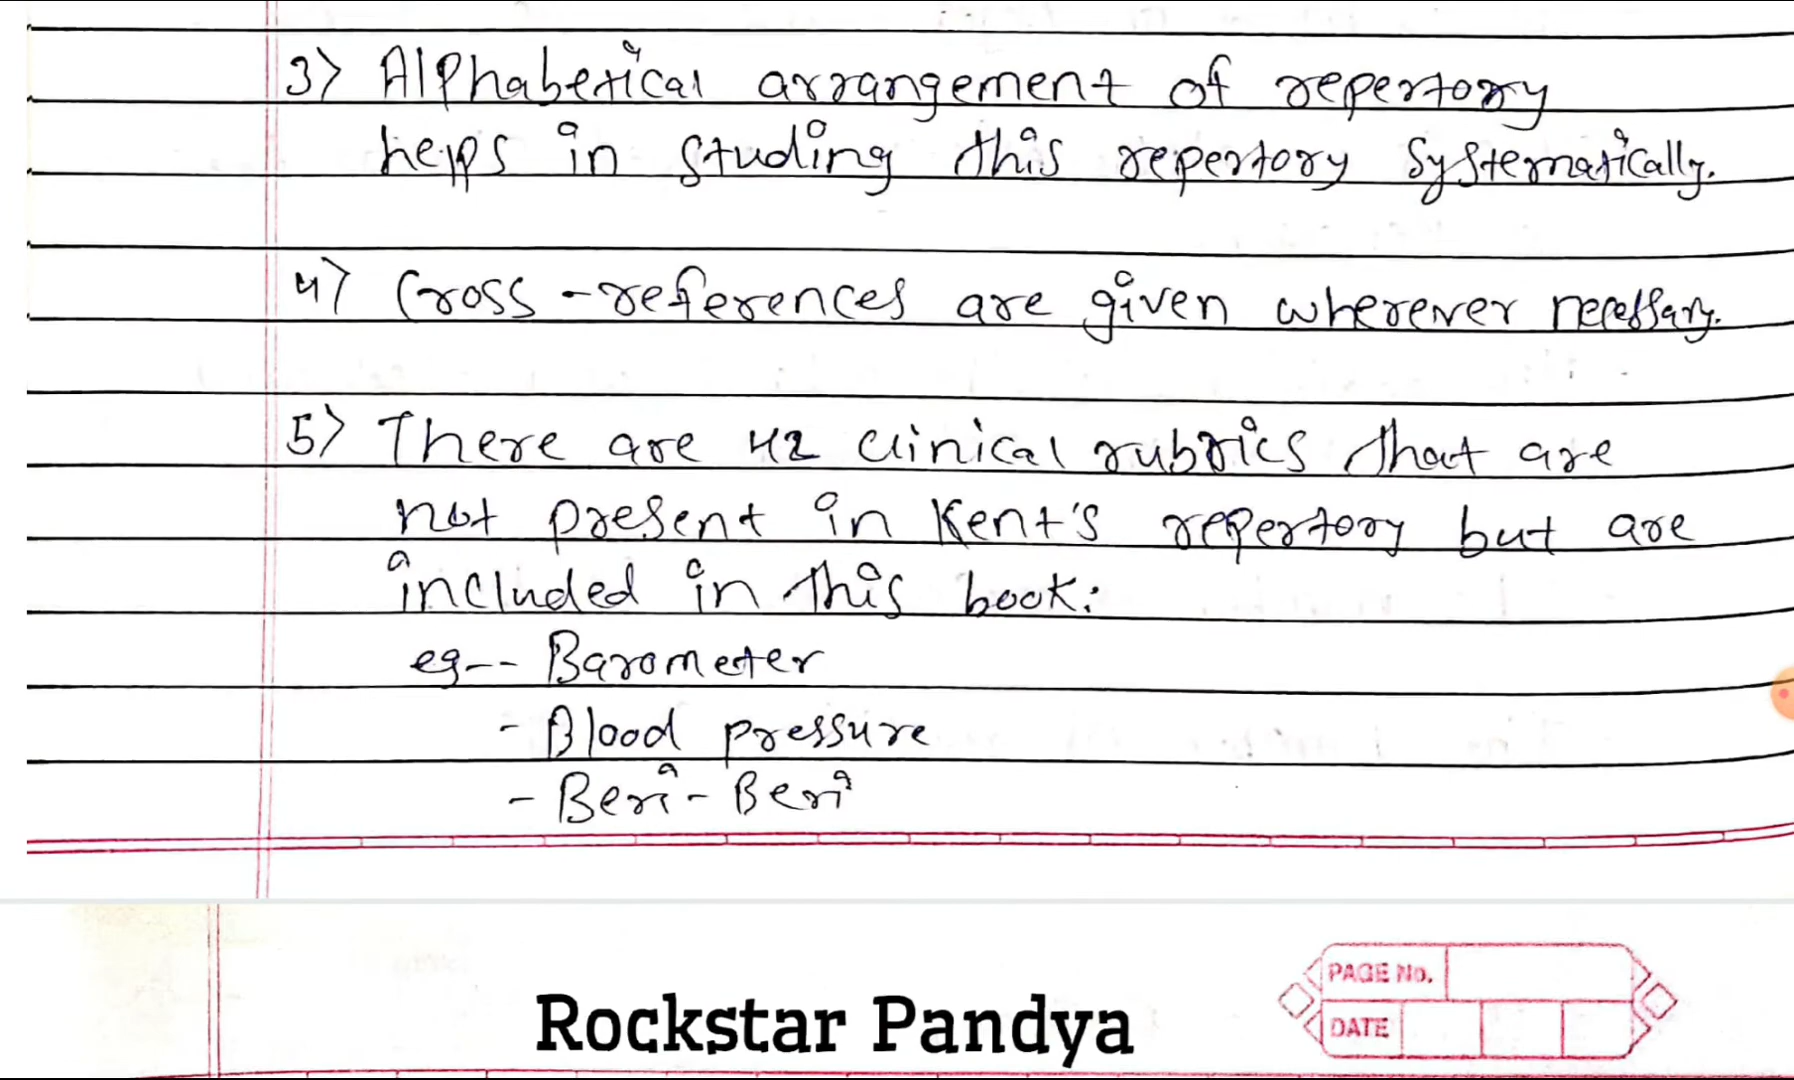 3) Alphabetical arrangement of repertory
helps in studing this repertory systematically.
4) Cross-references are given wherever necessary.
5) There are 42 clinical rubrics that are
not present in Kent's repertory but are
included in this book:
eg-- Barometer
- Blood pressure
- Beri-Beri
Rockstar Pandya
PAGE No.
DATE